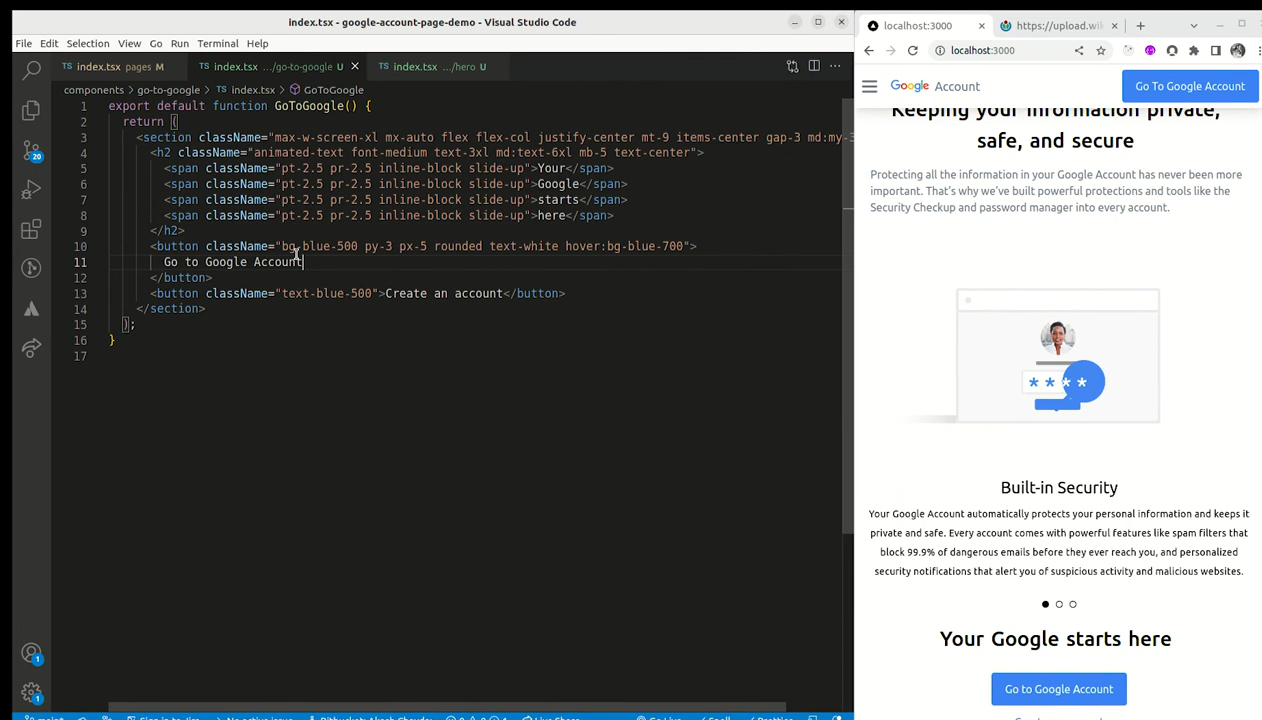 index.tsx - google-account-page-demo - Visual Studio Code
File Edit Selection View Go Run Terminal Help
index.tsx pages M index.tsx .../go-to-google U index.tsx .../hero U
components > go-to-google > index.tsx > GoToGoogle
1 export default function GoToGoogle() {
2 return (
3 <section className="max-w-screen-xl mx-auto flex flex-col justify-center mt-9 items-center gap-3 md:my-3
4 <h2 className="animated-text font-medium text-3xl md:text-6xl mb-5 text-center">
5 <span className="pt-2.5 pr-2.5 inline-block slide-up">Your</span>
6 <span className="pt-2.5 pr-2.5 inline-block slide-up">Google</span>
7 <span className="pt-2.5 pr-2.5 inline-block slide-up">starts</span>
8 <span className="pt-2.5 pr-2.5 inline-block slide-up">here</span>
9 </h2>
10 <button className="bg-blue-500 py-3 px-5 rounded text-white hover:bg-blue-700">
11 Go to Google Account
12 </button>
13 <button className="text-blue-500">Create an account</button>
14 </section>
15 );
16 }
17
20
1
1
localhost:3000 https://upload.wi
localhost:3000
Google Account Go To Google Account
Keeping your information private,
safe, and secure
Protecting all the information in your Google Account has never been more
important. That's why we've built powerful protections and tools like the
Security Checkup and password manager into every account.
* * * *
Built-in Security
Your Google Account automatically protects your personal information and keeps it
private and safe. Every account comes with powerful features like spam filters that
block 99.9% of dangerous emails before they ever reach you, and personalized
security notifications that alert you of suspicious activity and malicious websites.
Your Google starts here
Go to Google Account